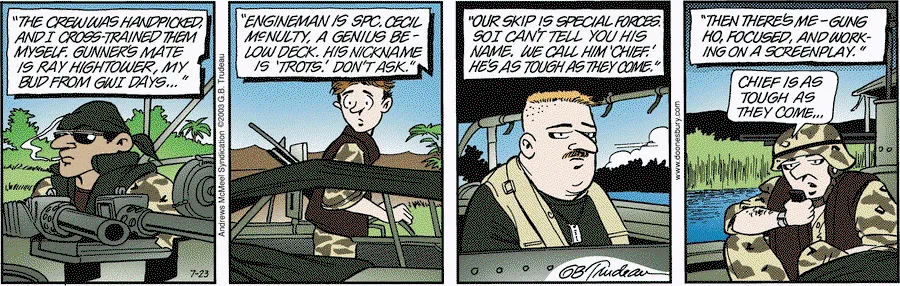 "THE CREW WAS HANDPICKED,
AND I CROSS-TRAINED THEM
MYSELF. GUNNER'S MATE
IS RAY HIGHTOWER, MY
BUD FROM GWI DAYS..."
7-23
Andrews McMeel Syndication ©2003 G.B. Trudeau
"ENGINEMAN IS SPC. CECIL
McNULTY, A GENIUS BE-
LOW DECK. HIS NICKNAME
IS 'TROTS.' DON'T ASK."
"OUR SKIP IS SPECIAL FORCES
SO I CAN'T TELL YOU HIS
NAME. WE CALL HIM 'CHIEF.'
HE'S AS TOUGH AS THEY COME."
GB Trudeau
www.doonesbury.com
"THEN THERE'S ME – GUNG
HO, FOCUSED, AND WORK-
ING ON A SCREENPLAY."
CHIEF IS AS
TOUGH AS
THEY COME...